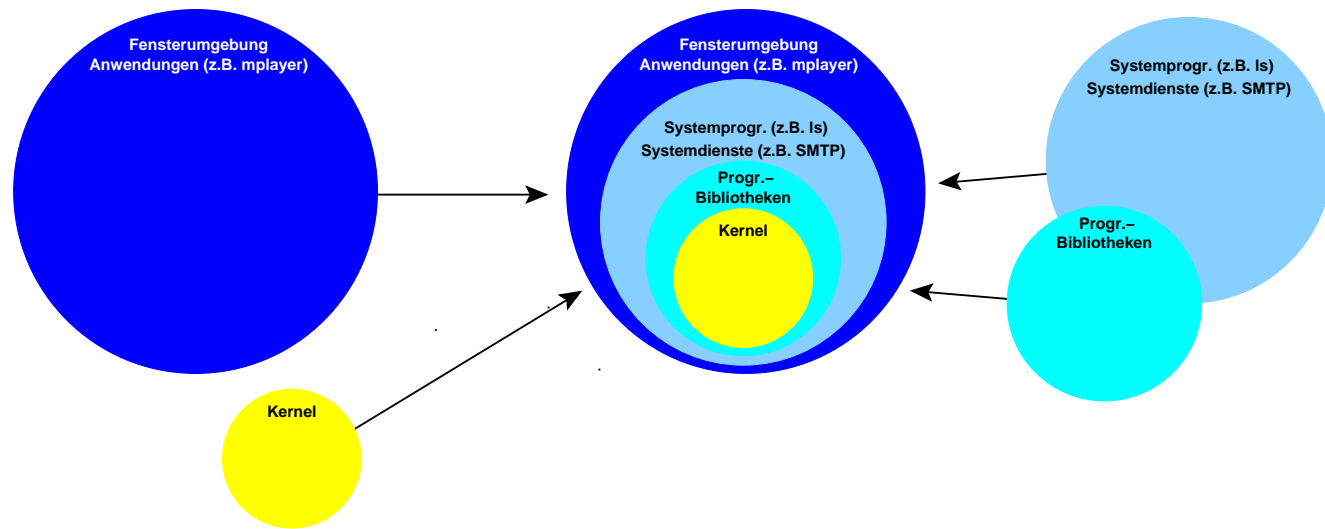 Fensterumgebung
Anwendungen (z.B. mplayer)
Fensterumgebung
Anwendungen (z.B. mplayer)
Systemprogr. (z.B. ls)
Systemdienste (z.B. SMTP)
Progr.–
Bibliotheken
Kernel
Systemprogr. (z.B. ls)
Systemdienste (z.B. SMTP)
Progr.–
Bibliotheken
Kernel